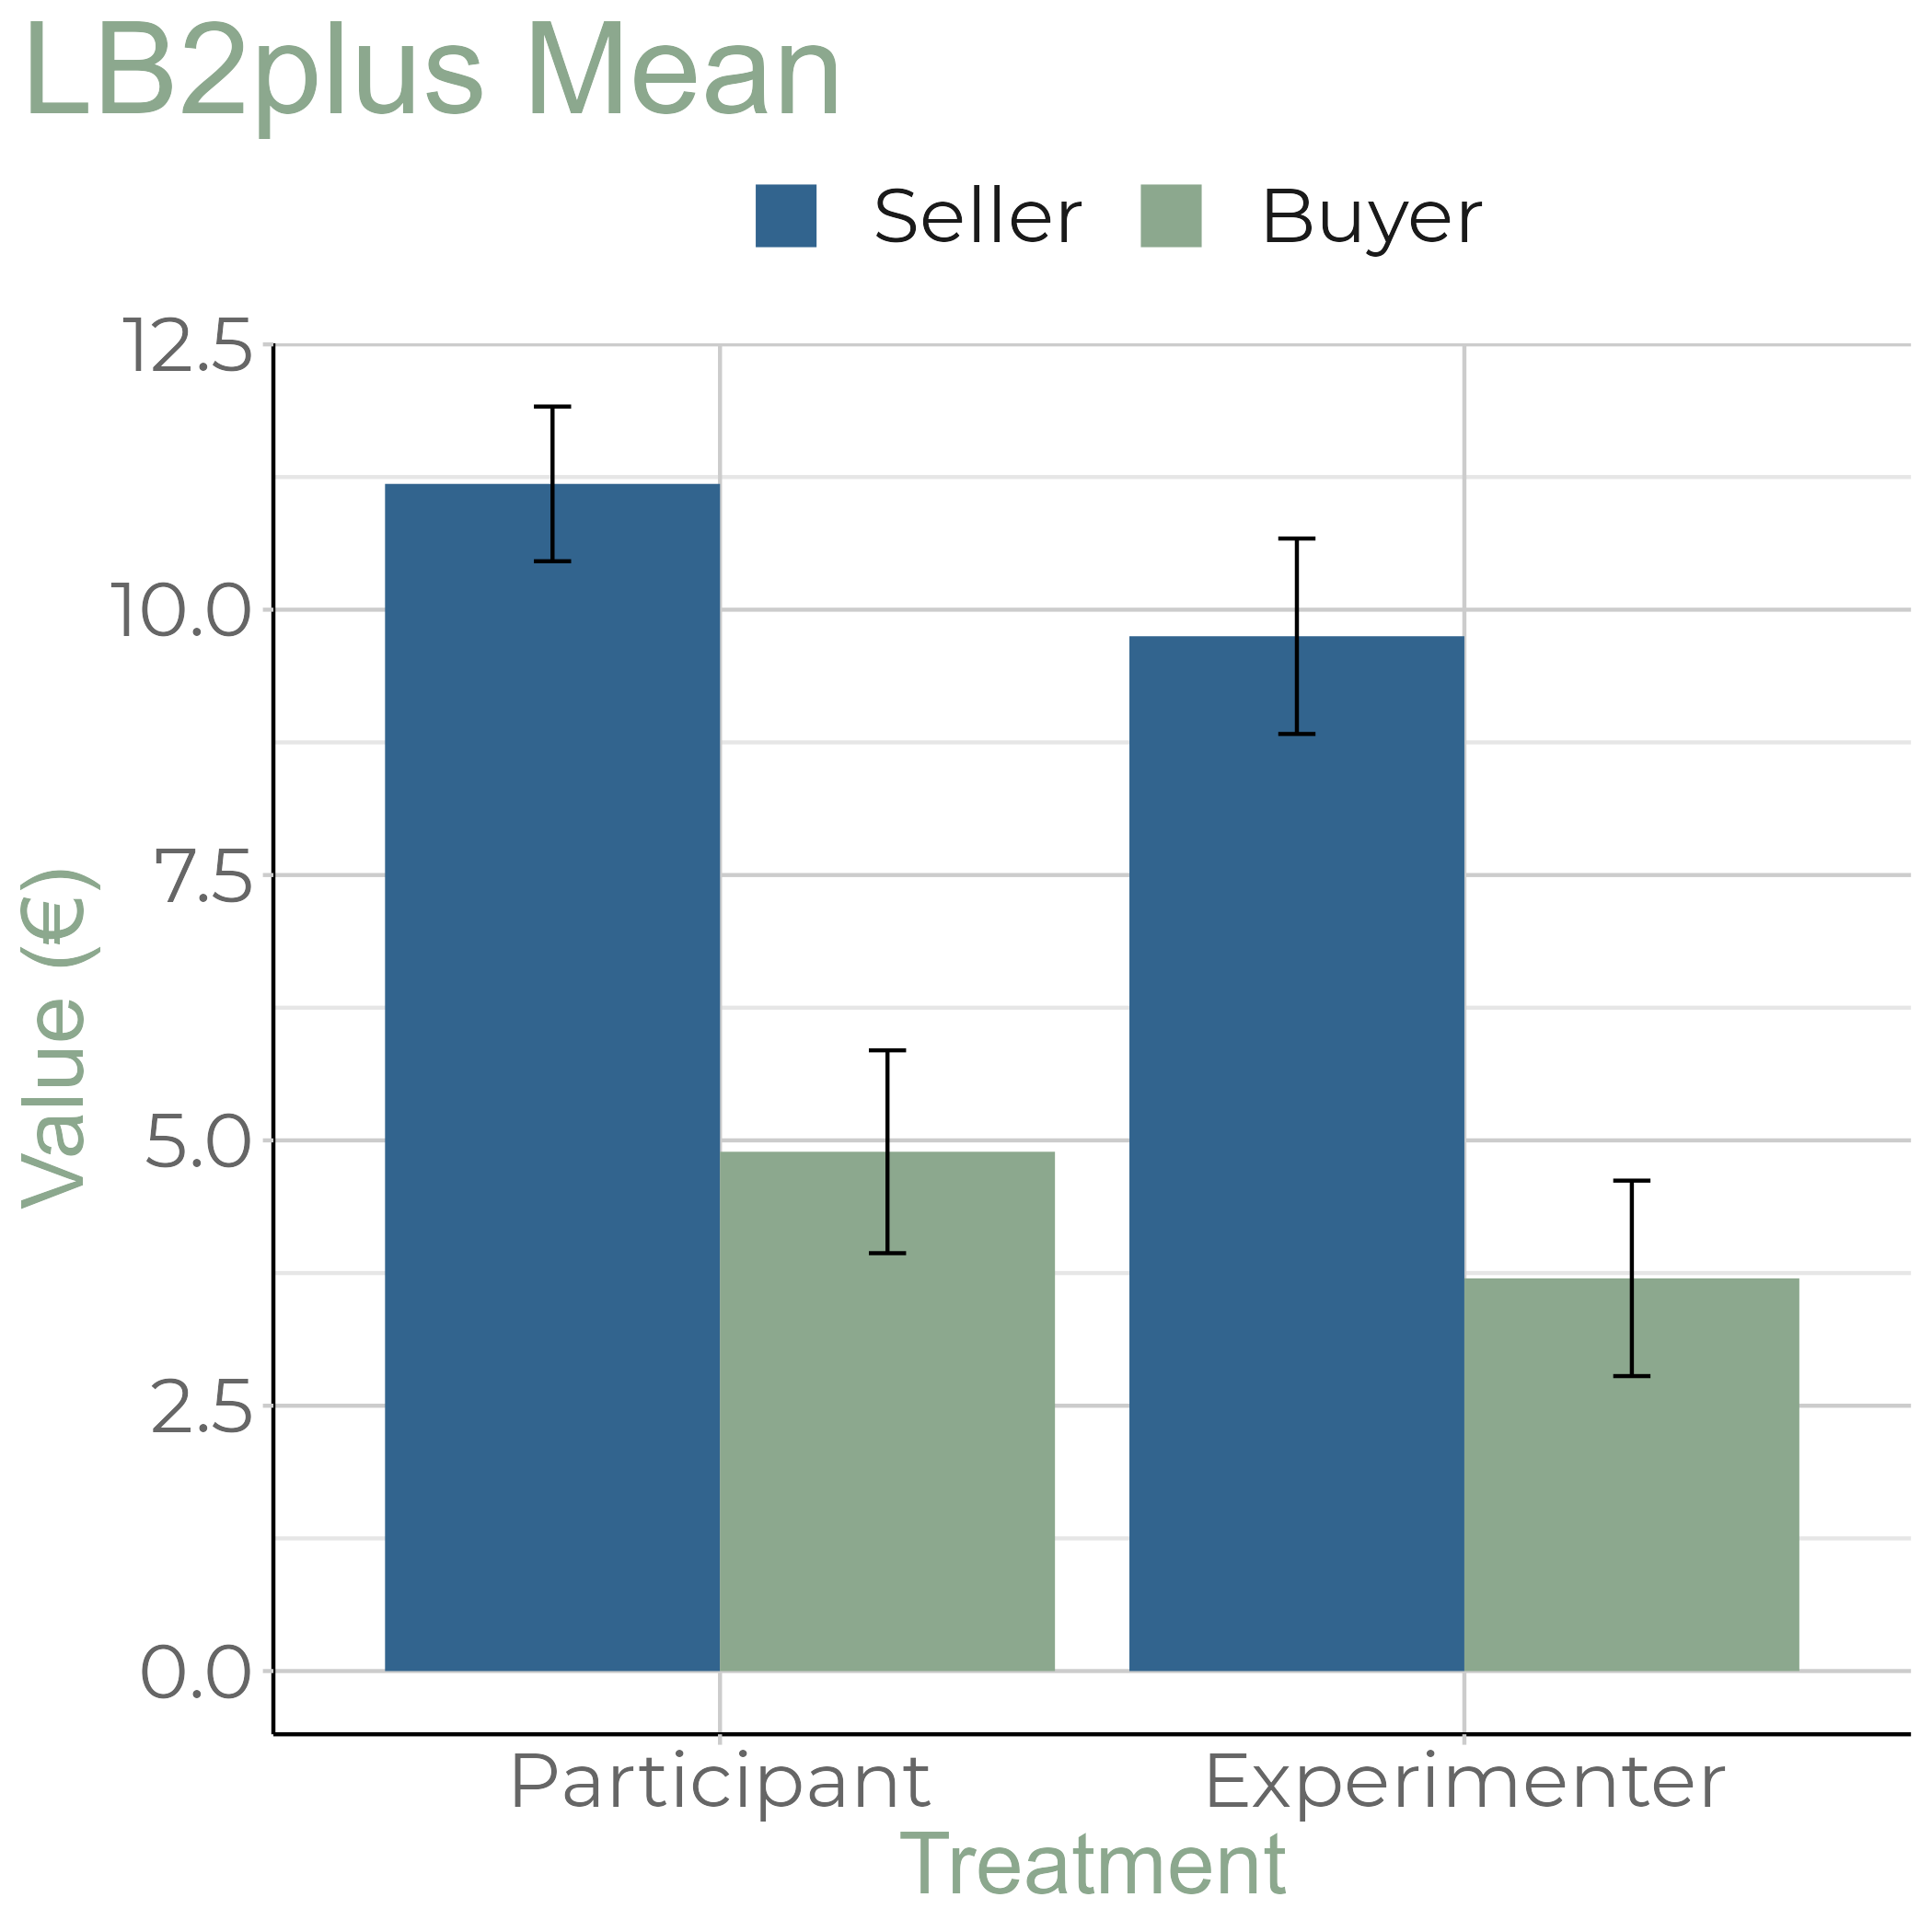 LB2plus Mean
Seller Buyer
12.5
10.0
7.5
5.0
2.5
0.0
Value (€)
Participant Experimenter
Treatment